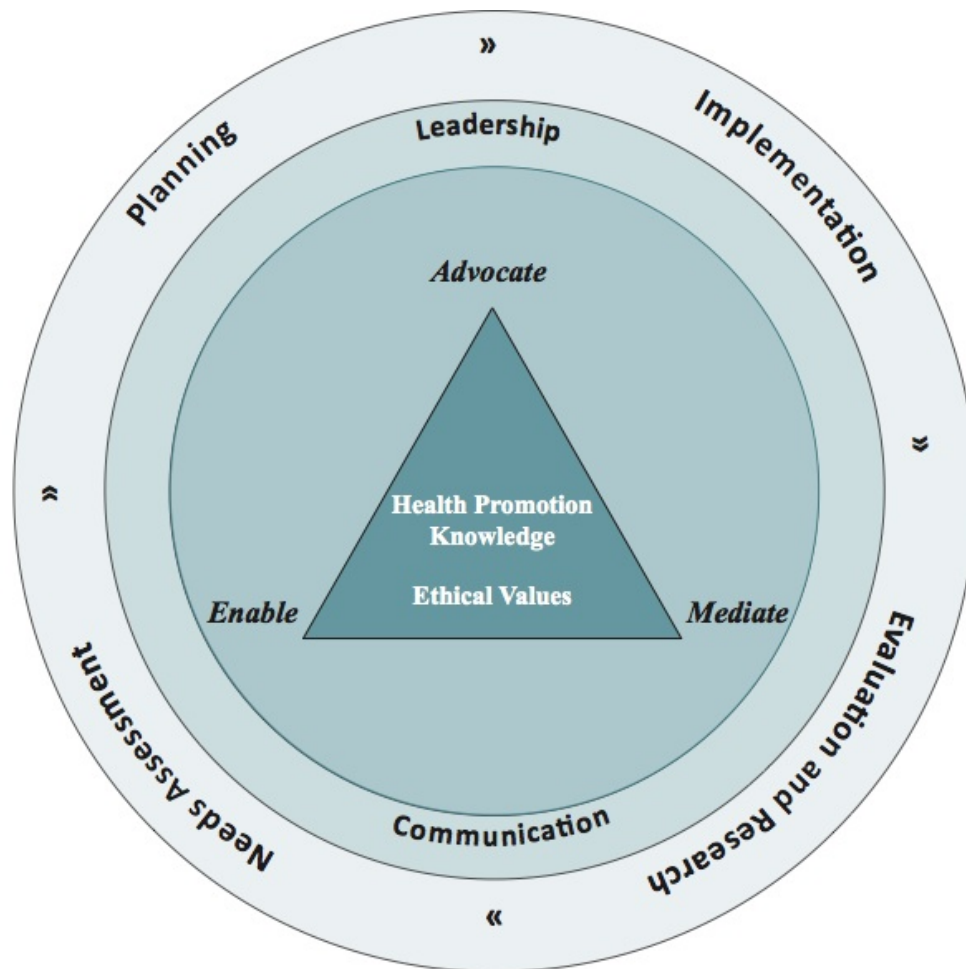 »
Planning
Implementation
Leadership
Advocate
»
»
Health Promotion
Knowledge
Ethical Values
Enable
Mediate
Needs Assessment
Evaluation and Research
Communication
»